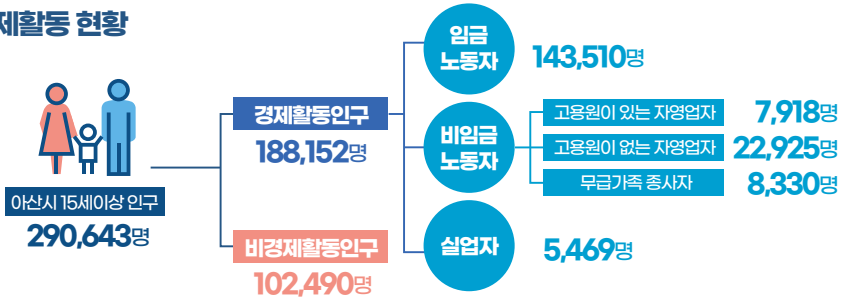 제활동 현황
임금
노동자
143,510명
경제활동인구
188,152명
비임금
노동자
고용원이 있는 자영업자
7,918명
고용원이 없는 자영업자
22,925명
무급가족 종사자
8,330명
아산시 15세이상 인구
290,643명
비경제활동인구
102,490명
실업자
5,469명